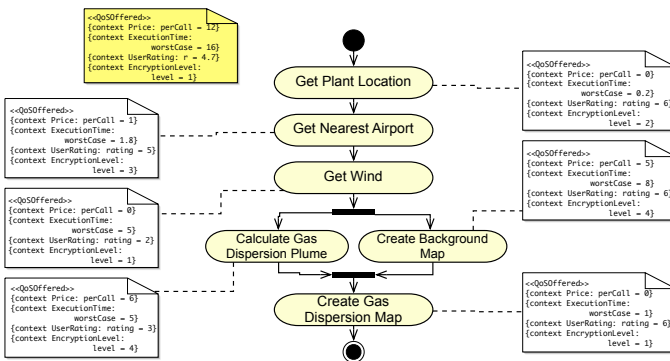 <<QoSOffered>>
{context Price: perCall = 12}
{context ExecutionTime:
worstCase = 16}
{context UserRating: r = 4.7}
{context EncryptionLevel:
level = 1}
Get Plant Location
<<QoSOffered>>
{context Price: perCall = 0}
{context ExecutionTime:
worstCase = 0.2}
{context UserRating: rating = 6}
{context EncryptionLevel:
level = 2}
<<QoSOffered>>
{context Price: perCall = 1}
{context ExecutionTime:
worstCase = 1.8}
{context UserRating: rating = 5}
{context EncryptionLevel:
level = 3}
Get Nearest Airport
Get Wind
<<QoSOffered>>
{context Price: perCall = 5}
{context ExecutionTime:
worstCase = 8}
{context UserRating: rating = 6}
{context EncryptionLevel:
level = 4}
<<QoSOffered>>
{context Price: perCall = 0}
{context ExecutionTime:
worstCase = 5}
{context UserRating: rating = 2}
{context EncryptionLevel:
level = 1}
Calculate Gas
Dispersion Plume
Create Background
Map
<<QoSOffered>>
{context Price: perCall = 6}
{context ExecutionTime:
worstCase = 5}
{context UserRating: rating = 3}
{context EncryptionLevel:
level = 4}
Create Gas
Dispersion Map
<<QoSOffered>>
{context Price: perCall = 0}
{context ExecutionTime:
worstCase = 1}
{context UserRating: rating = 6}
{context EncryptionLevel:
level = 1}